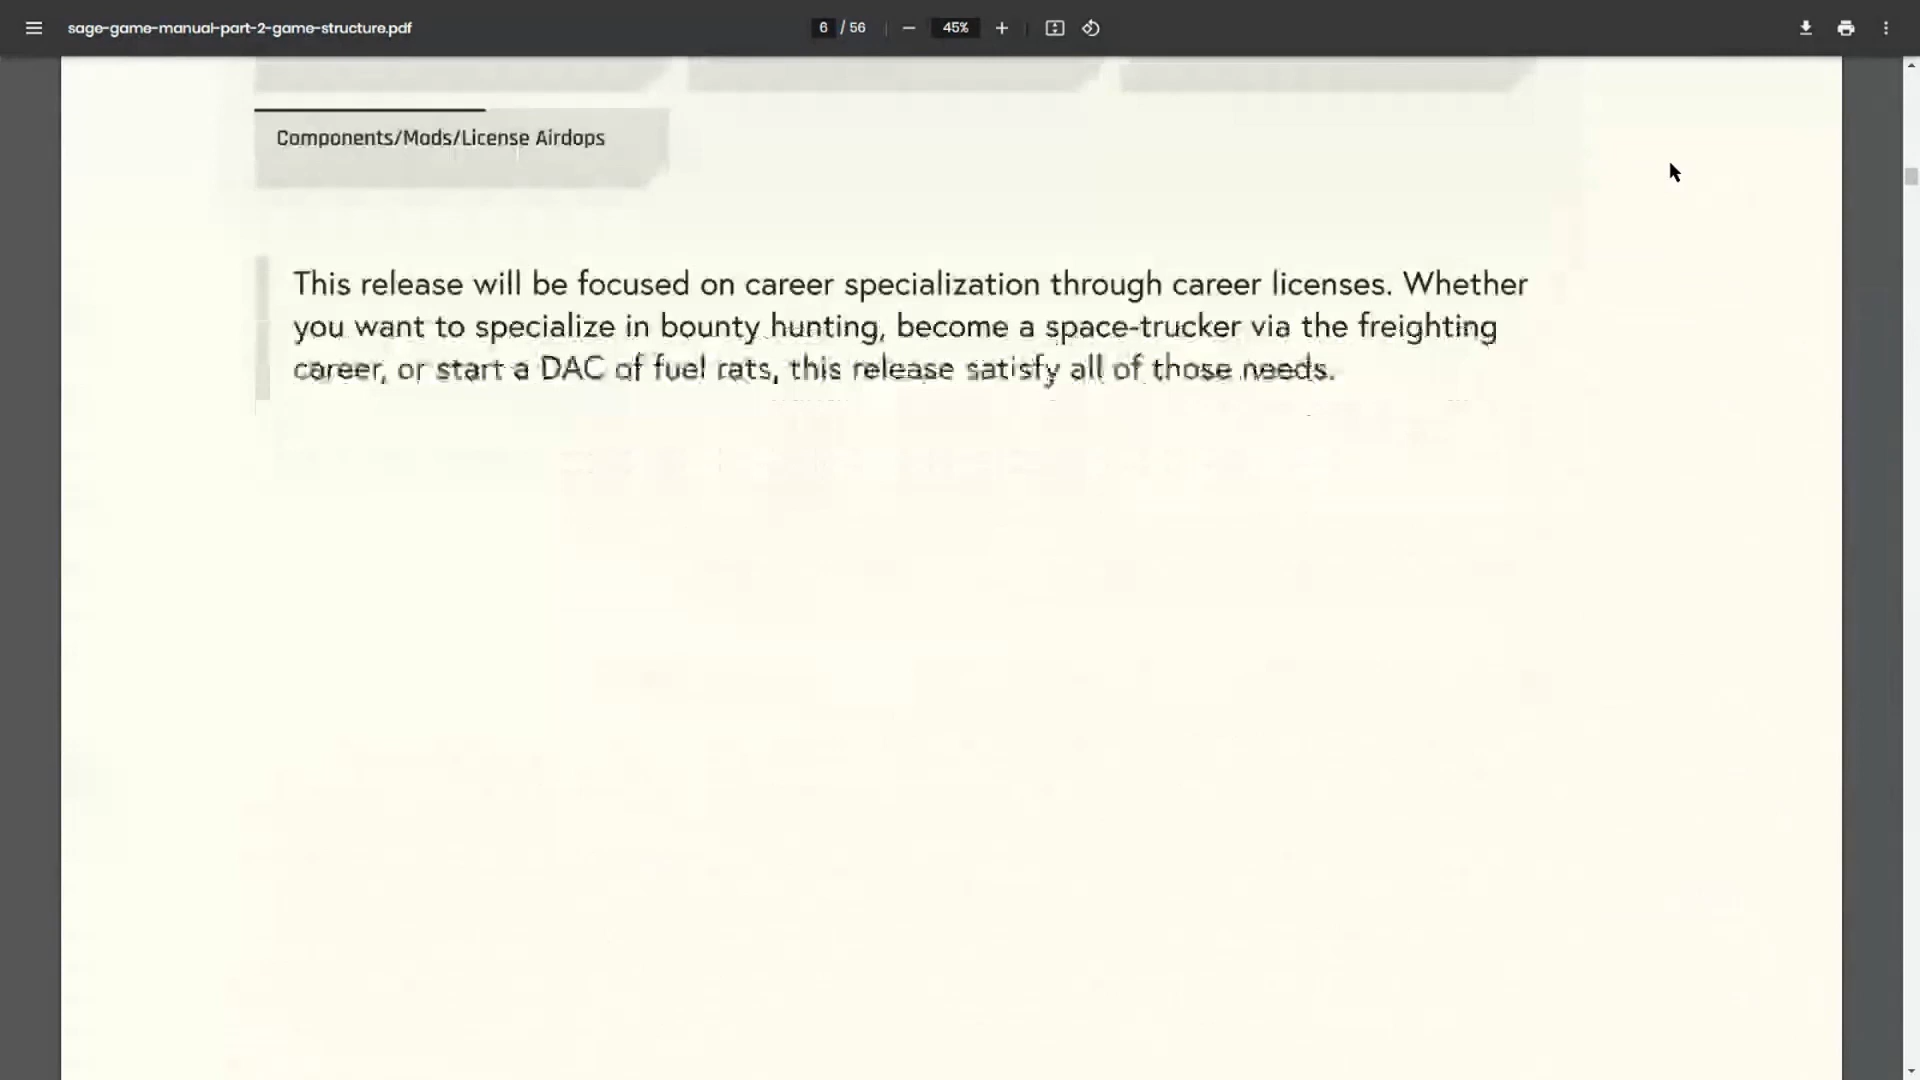 sage-game-manual-part-2-game-structure.pdf
6 / 56
45%
Components/Mods/License Airdops
This release will be focused on career specialization through career licenses. Whether
you want to specialize in bounty hunting, become a space-trucker via the freighting
career, or start a DAC of fuel rats, this release satisfy all of those needs.